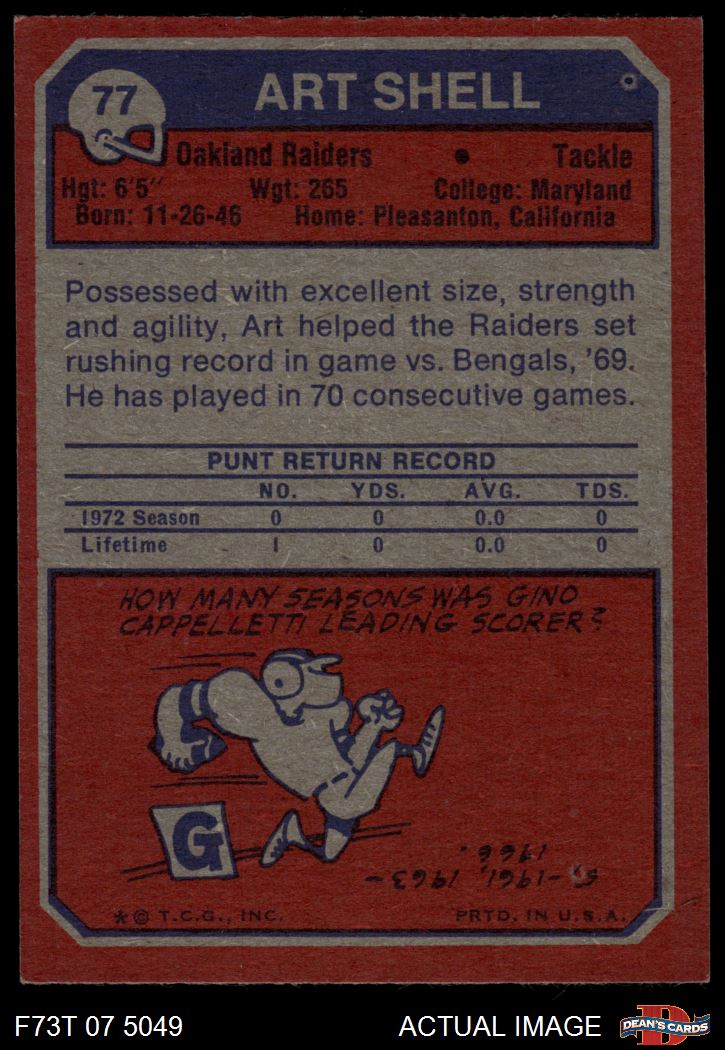 77
ART SHELL
Oakland Raiders • Tackle
Hgt: 6'5" Wgt: 265 College: Maryland
Born: 11-26-46 Home: Pleasanton, California
Possessed with excellent size, strength
and agility, Art helped the Raiders set
rushing record in game vs. Bengals, '69.
He has played in 70 consecutive games.
PUNT RETURN RECORD
NO. YDS. AVG. TDS.
1972 Season 0 0 0.0 0
Lifetime 1 0 0.0 0
HOW MANY SEASONS WAS GINO
CAPPELLETTI LEADING SCORER?
G
5-1961, 1963-
1966.
* © T.C.G., INC. PRTD. IN U.S.A.
F73T 07 5049 ACTUAL IMAGE D DEAN'S CARDS